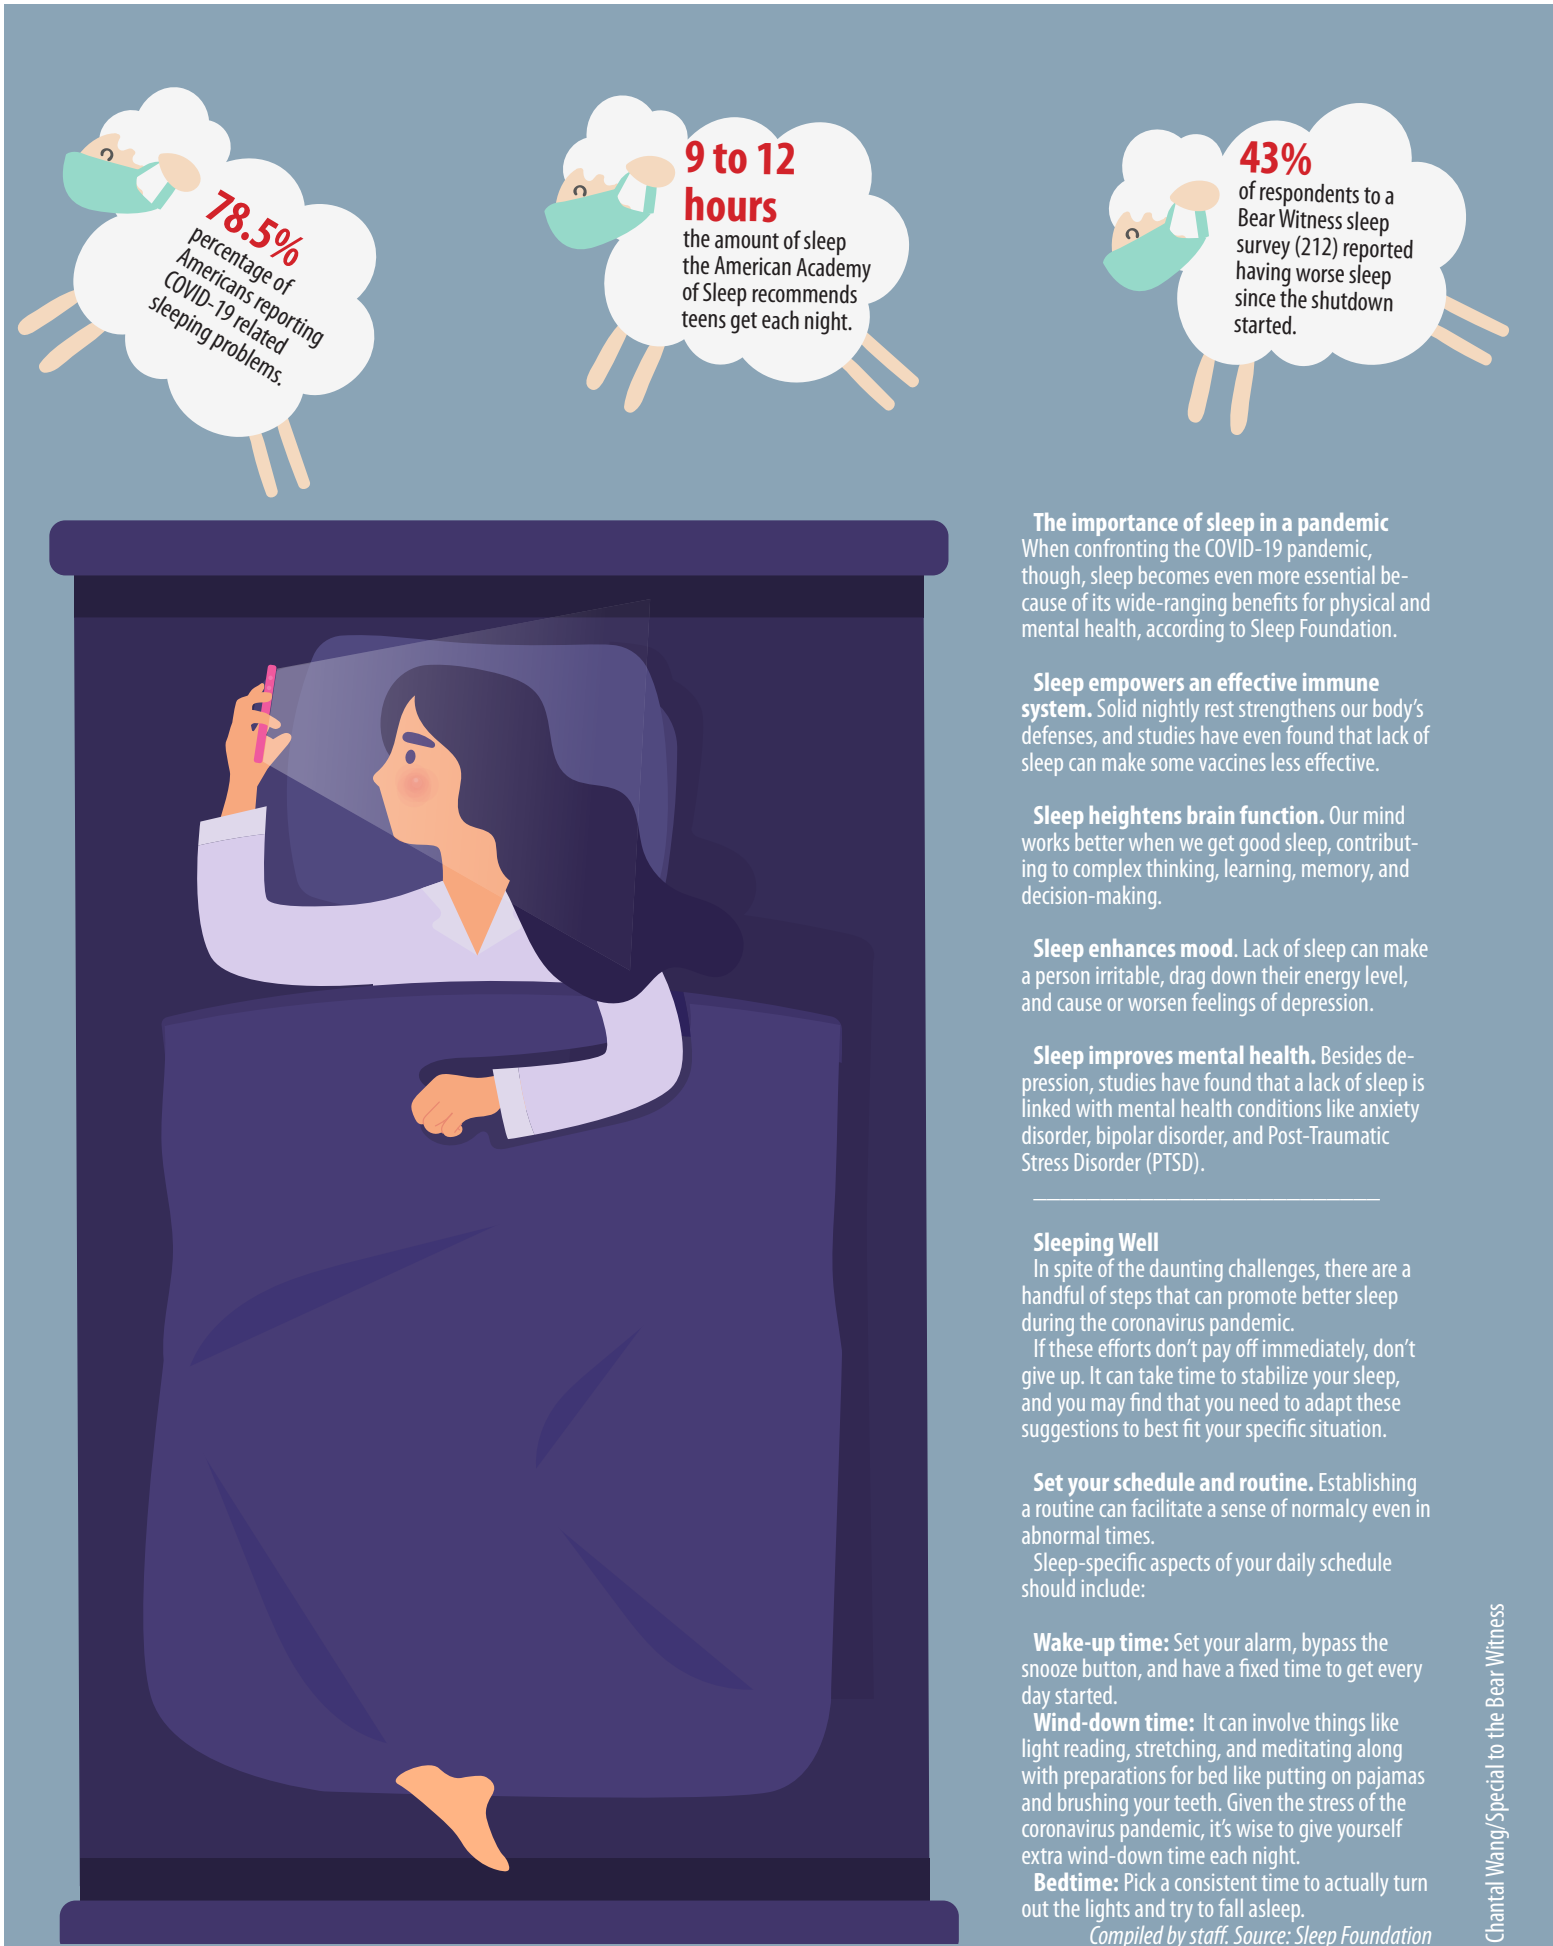 78.5%
percentage of
Americans reporting
COVID-19 related
sleeping problems.
9 to 12
hours
the amount of sleep
the American Academy
of Sleep recommends
teens get each night.
43%
of respondents to a
Bear Witness sleep
survey (212) reported
having worse sleep
since the shutdown
started.
The importance of sleep in a pandemic
When confronting the COVID-19 pandemic,
though, sleep becomes even more essential be-
cause of its wide-ranging benefits for physical and
mental health, according to Sleep Foundation.
Sleep empowers an effective immune
system. Solid nightly rest strengthens our body’s
defenses, and studies have even found that lack of
sleep can make some vaccines less effective.
Sleep heightens brain function. Our mind
works better when we get good sleep, contribut-
ing to complex thinking, learning, memory, and
decision-making.
Sleep enhances mood. Lack of sleep can make
a person irritable, drag down their energy level,
and cause or worsen feelings of depression.
Sleep improves mental health. Besides de-
pression, studies have found that a lack of sleep is
linked with mental health conditions like anxiety
disorder, bipolar disorder, and Post-Traumatic
Stress Disorder (PTSD).
Sleeping Well
In spite of the daunting challenges, there are a
handful of steps that can promote better sleep
during the coronavirus pandemic.
If these efforts don’t pay off immediately, don’t
give up. It can take time to stabilize your sleep,
and you may find that you need to adapt these
suggestions to best fit your specific situation.
Set your schedule and routine. Establishing
a routine can facilitate a sense of normalcy even in
abnormal times.
Sleep-specific aspects of your daily schedule
should include:
Wake-up time: Set your alarm, bypass the
snooze button, and have a fixed time to get every
day started.
Wind-down time: It can involve things like
light reading, stretching, and meditating along
with preparations for bed like putting on pajamas
and brushing your teeth. Given the stress of the
coronavirus pandemic, it’s wise to give yourself
extra wind-down time each night.
Bedtime: Pick a consistent time to actually turn
out the lights and try to fall asleep.
Compiled by staff. Source: Sleep Foundation
Chantal Wang/Special to the Bear Witness